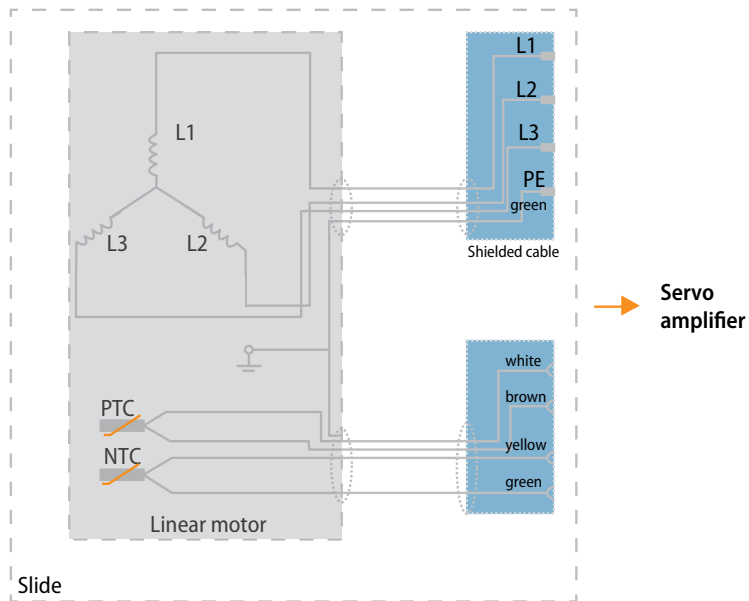 L1
L2
L3
PE
green
Shielded cable
L1
L3
L2
Servo
amplifier
white
brown
yellow
green
PTC
NTC
Linear motor
Slide